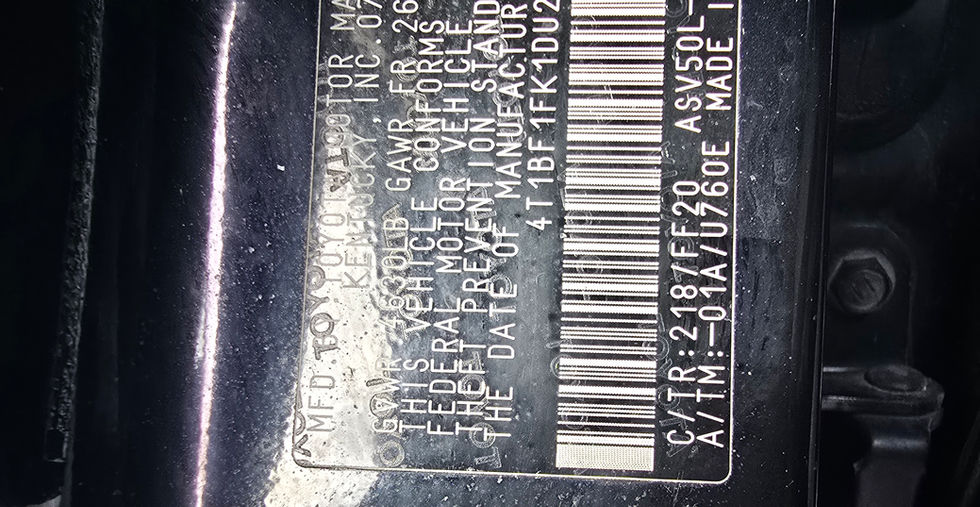 MFD TOYOTA MOTOR MA
KENTUCKY, INC. 07
GVWR 4630LB GAWR FR 26
THIS VEHICLE CONFORMS
FEDERAL MOTOR VEHICLE
THEFT PREVENTION STAND
THE DATE OF MANUFACTUR
4T1BF1FK1DU2
C/TR:218/FF20 ASV50L-
A/TM:-01A/U760E MADE I